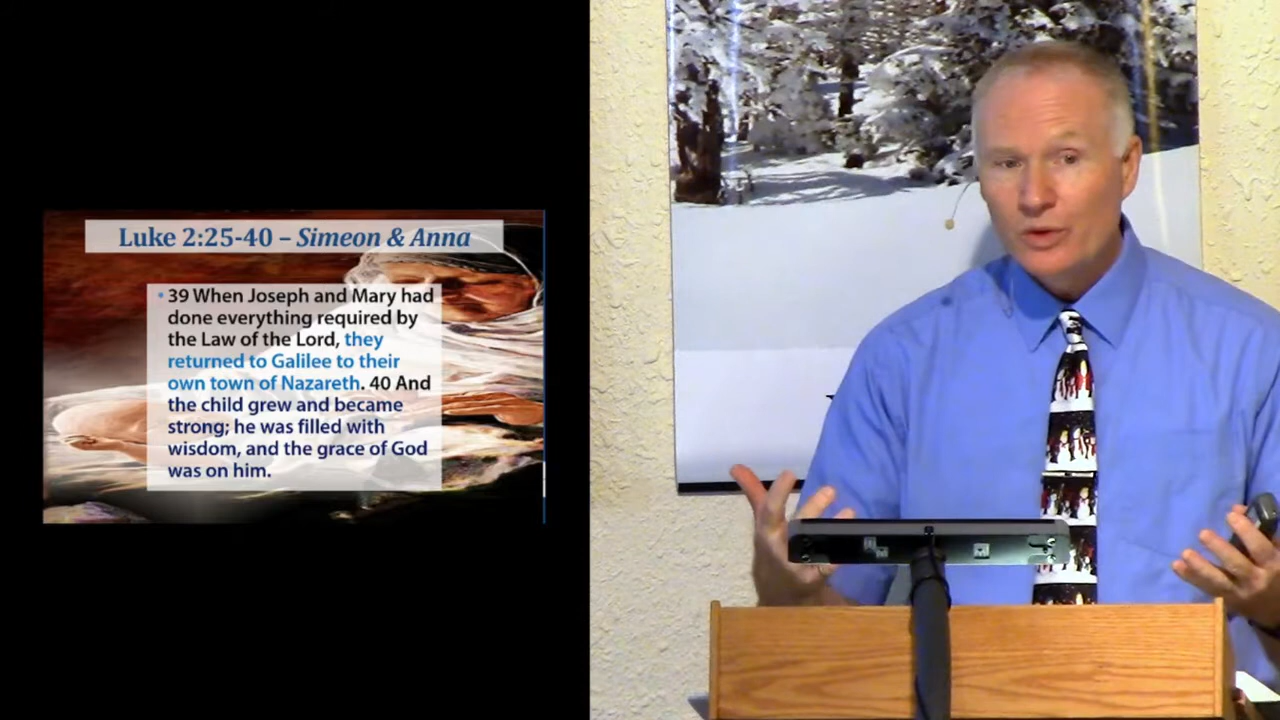 Luke 2:25-40 – Simeon & Anna
• 39 When Joseph and Mary had
done everything required by
the Law of the Lord, they
returned to Galilee to their
own town of Nazareth. 40 And
the child grew and became
strong; he was filled with
wisdom, and the grace of God
was on him.